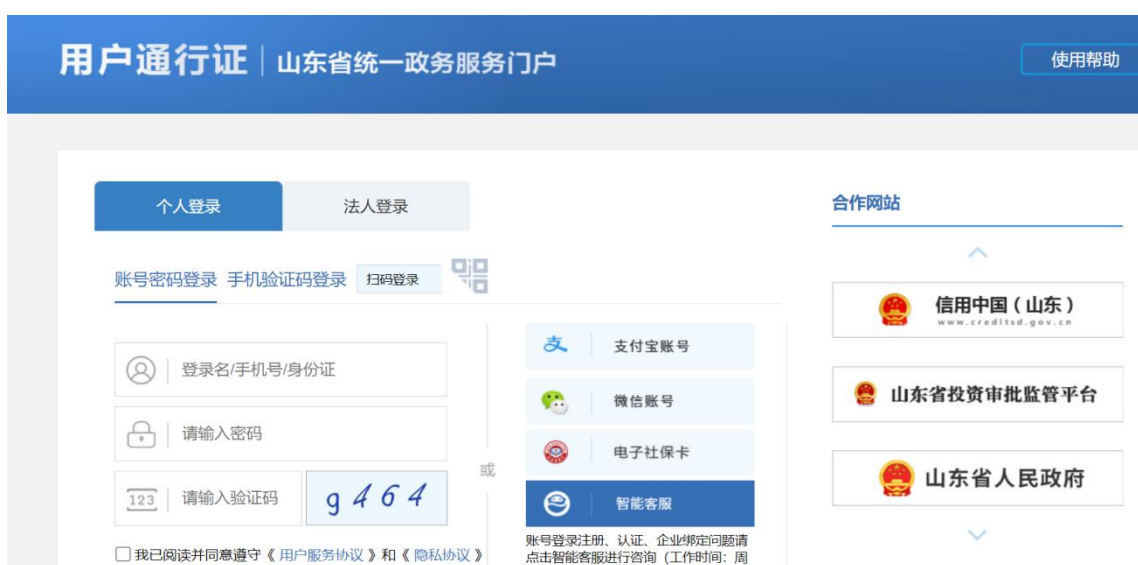 用户通行证 | 山东省统一政务服务门户
使用帮助
个人登录
法人登录
账号密码登录 手机验证码登录 扫码登录
登录名/手机号/身份证
请输入密码
123 请输入验证码
g464
我已阅读并同意遵守《用户服务协议》和《隐私协议》
或
支 支付宝账号
微信账号
电子社保卡
智能客服
账号登录注册、认证、企业绑定问题请
点击智能客服进行咨询（工作时间：周
合作网站
信用中国（山东）
www.creditsd.gov.cn
山东省投资审批监管平台
山东省人民政府